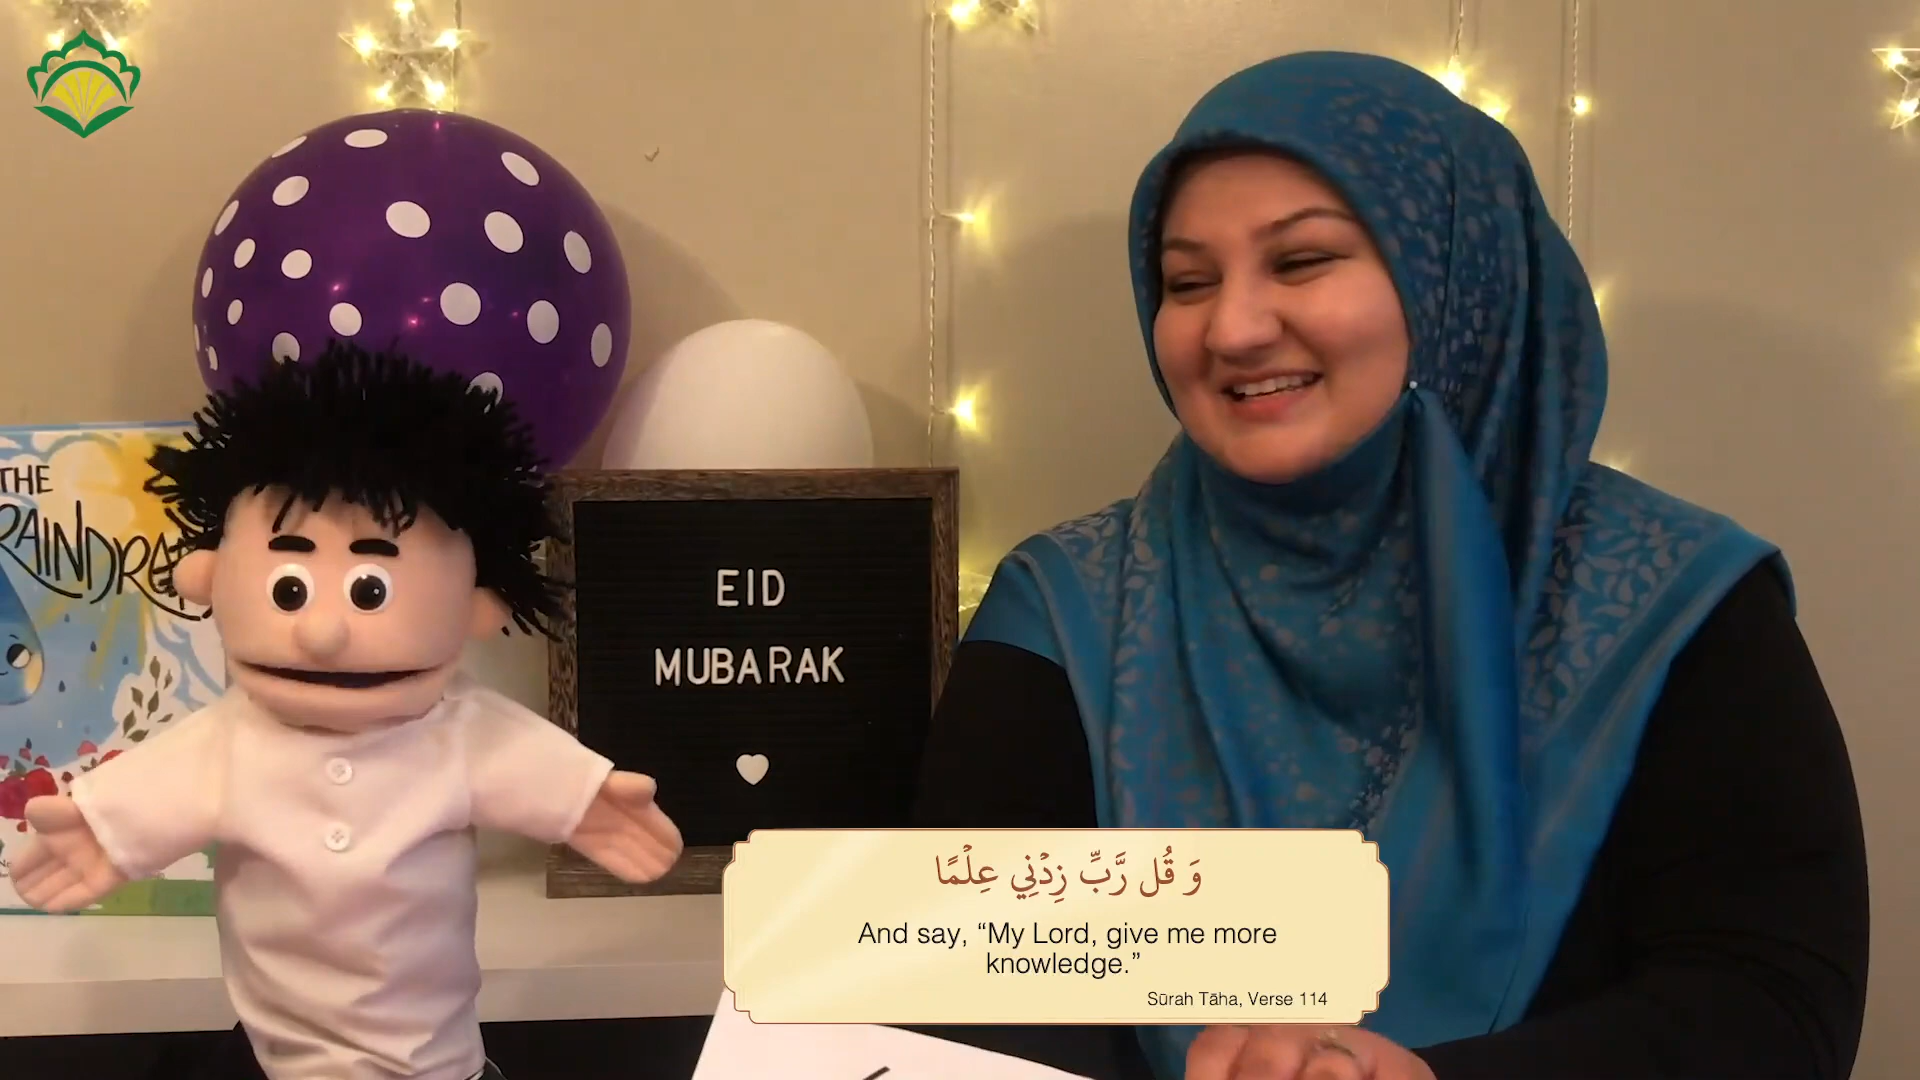 THE
RAINDR
EID
MUBARAK
وَ قُل رَّبِّ زِدْنِي عِلْمًا
And say, “My Lord, give me more
knowledge.”
Sūrah Tāha, Verse 114